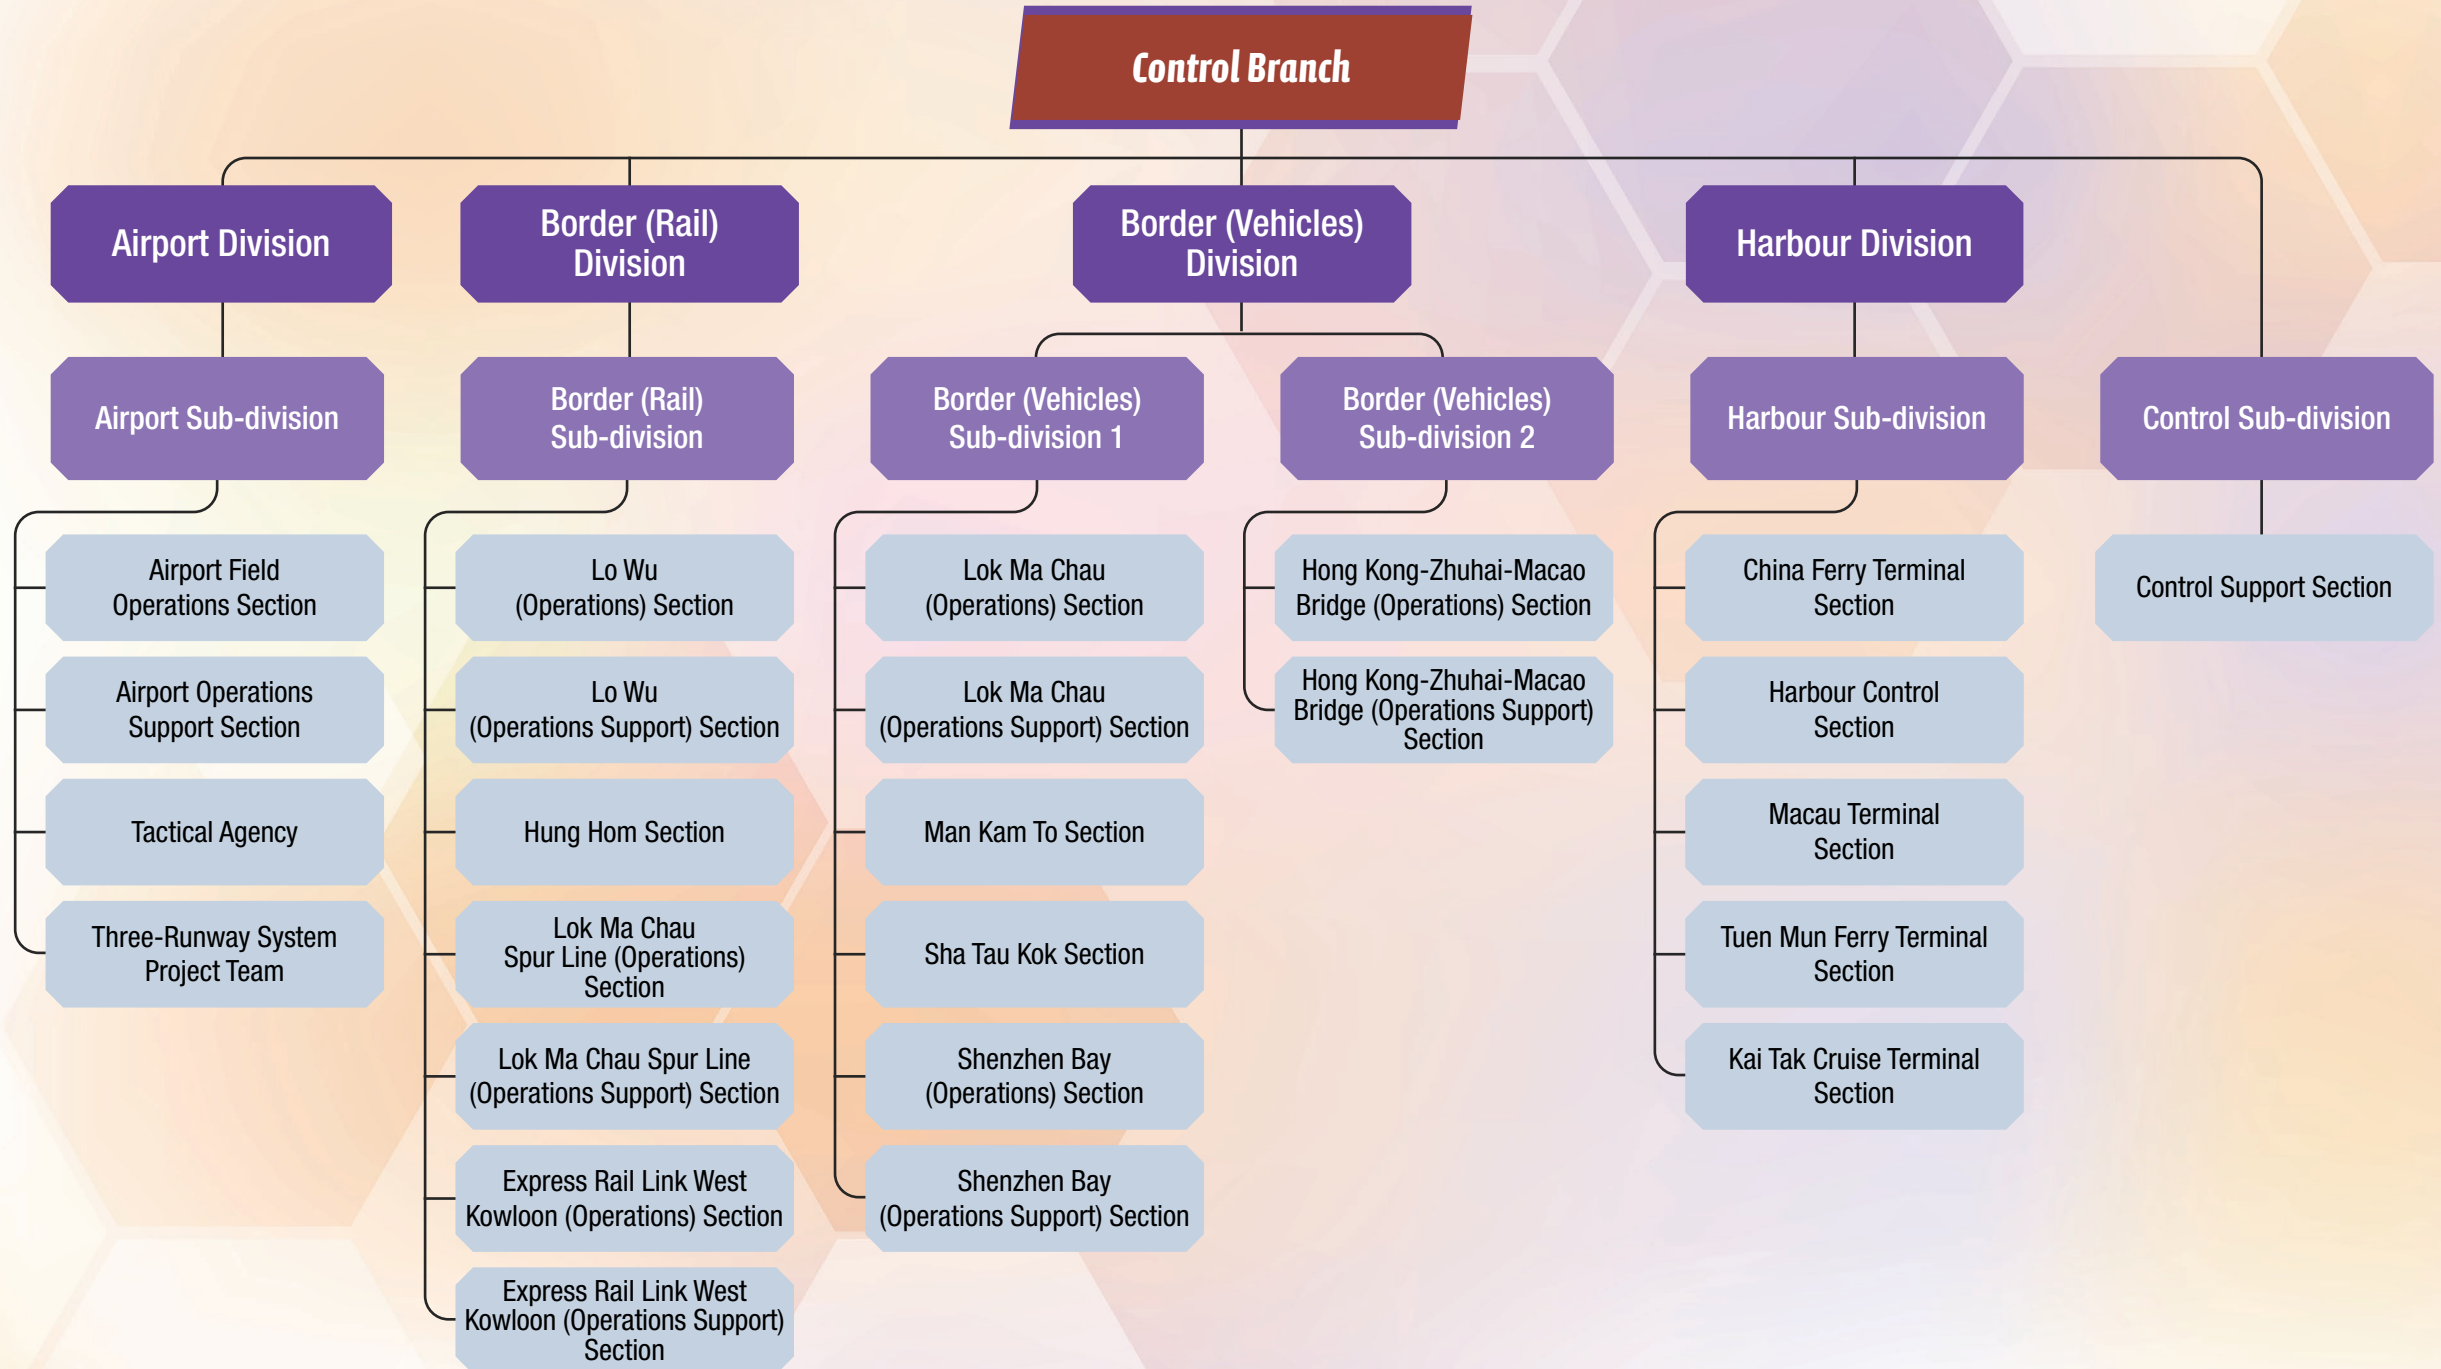 Control Branch
Airport Division
Border (Rail)
Division
Border (Vehicles)
Division
Harbour Division
Airport Sub-division
Border (Rail)
Sub-division
Border (Vehicles)
Sub-division 1
Border (Vehicles)
Sub-division 2
Harbour Sub-division
Control Sub-division
Airport Field
Operations Section
Airport Operations
Support Section
Tactical Agency
Three-Runway System
Project Team
Lo Wu
(Operations) Section
Lo Wu
(Operations Support) Section
Hung Hom Section
Lok Ma Chau
Spur Line (Operations)
Section
Lok Ma Chau Spur Line
(Operations Support) Section
Express Rail Link West
Kowloon (Operations) Section
Express Rail Link West
Kowloon (Operations Support)
Section
Lok Ma Chau
(Operations) Section
Lok Ma Chau
(Operations Support) Section
Man Kam To Section
Sha Tau Kok Section
Shenzhen Bay
(Operations) Section
Shenzhen Bay
(Operations Support) Section
Hong Kong-Zhuhai-Macao
Bridge (Operations) Section
Hong Kong-Zhuhai-Macao
Bridge (Operations Support)
Section
China Ferry Terminal
Section
Harbour Control
Section
Macau Terminal
Section
Tuen Mun Ferry Terminal
Section
Kai Tak Cruise Terminal
Section
Control Support Section